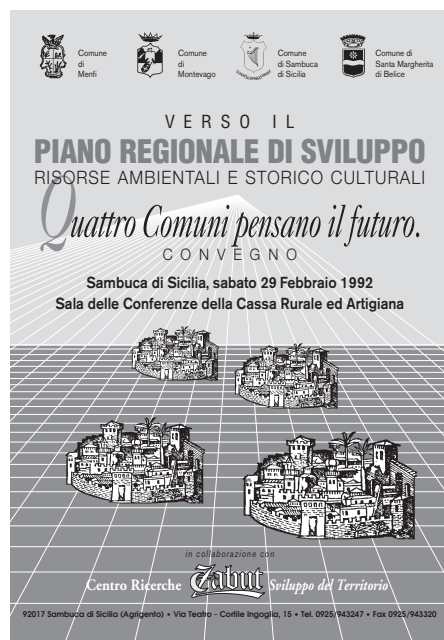 Comune
di
Menfi
Comune
di
Montevago
Comune
di Sambuca
di Sicilia
Comune di
Santa Margherita
di Belice
VERSO IL
PIANO REGIONALE DI SVILUPPO
RISORSE AMBIENTALI E STORICO CULTURALI
Quattro Comuni pensano il futuro.
CONVEGNO
Sambuca di Sicilia, sabato 29 Febbraio 1992
Sala delle Conferenze della Cassa Rurale ed Artigiana
in collaborazione con
Centro Ricerche Zabut Sviluppo del Territorio
92017 Sambuca di Sicilia (Agrigento) • Via Teatro - Cortile Ingoglia, 15 • Tel. 0925/943247 • Fax 0925/943320